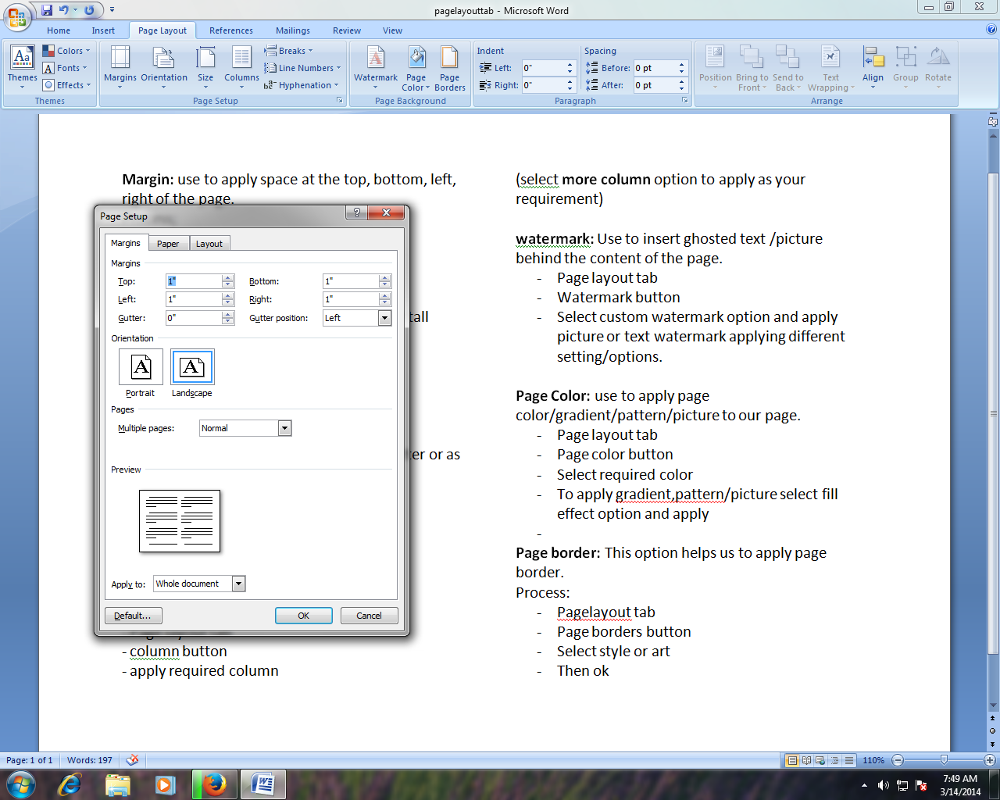 pagelayouttab - Microsoft Word
Home Insert Page Layout References Mailings Review View
Themes Colors Fonts Effects Themes
Margins Orientation Size Columns Breaks Line Numbers Hyphenation Page Setup
Watermark Page Color Page Borders Page Background
Indent Spacing
Left: 0" Before: 0 pt
Right: 0" After: 0 pt
Paragraph
Position Bring to Front Send to Back Text Wrapping Align Group Rotate
Arrange
Margin: use to apply space at the top, bottom, left,
right of the page.
tall
ter or as
- column button
- apply required column
Page Setup
Margins Paper Layout
Margins
Top: 1" Bottom: 1"
Left: 1" Right: 1"
Gutter: 0" Gutter position: Left
Orientation
A A
Portrait Landscape
Pages
Multiple pages: Normal
Preview
Apply to: Whole document
Default... OK Cancel
(select more column option to apply as your
requirement)
watermark: Use to insert ghosted text /picture
behind the content of the page.
- Page layout tab
- Watermark button
- Select custom watermark option and apply
picture or text watermark applying different
setting/options.
Page Color: use to apply page
color/gradient/pattern/picture to our page.
- Page layout tab
- Page color button
- Select required color
- To apply gradient,pattern/picture select fill
effect option and apply
-
Page border: This option helps us to apply page
border.
Process:
- Pagelayout tab
- Page borders button
- Select style or art
- Then ok
Page: 1 of 1 Words: 197 110%
7:49 AM
3/14/2014